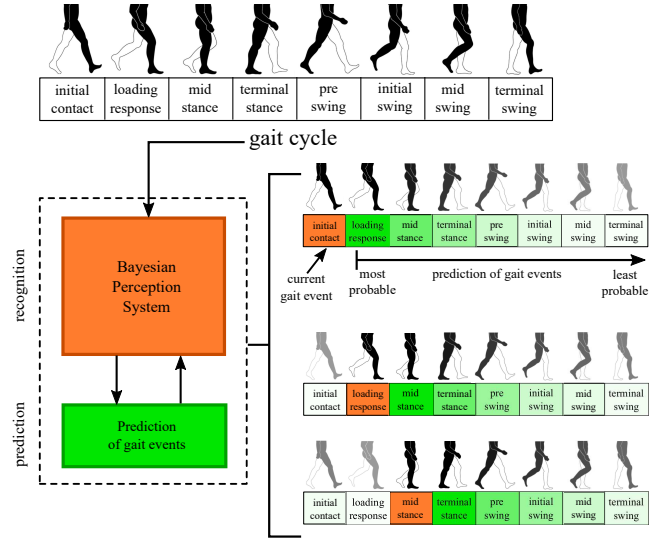 initial loading mid terminal pre initial mid terminal
contact response stance stance swing swing swing swing
gait cycle
recognition
Bayesian
Perception
System
prediction
Prediction
of gait events
initial loading mid terminal pre initial mid terminal
contact response stance stance swing swing swing swing
current
gait event
most
probable
prediction of gait events
least
probable
initial loading mid terminal pre initial mid terminal
contact response stance stance swing swing swing swing
initial loading mid terminal pre initial mid terminal
contact response stance stance swing swing swing swing